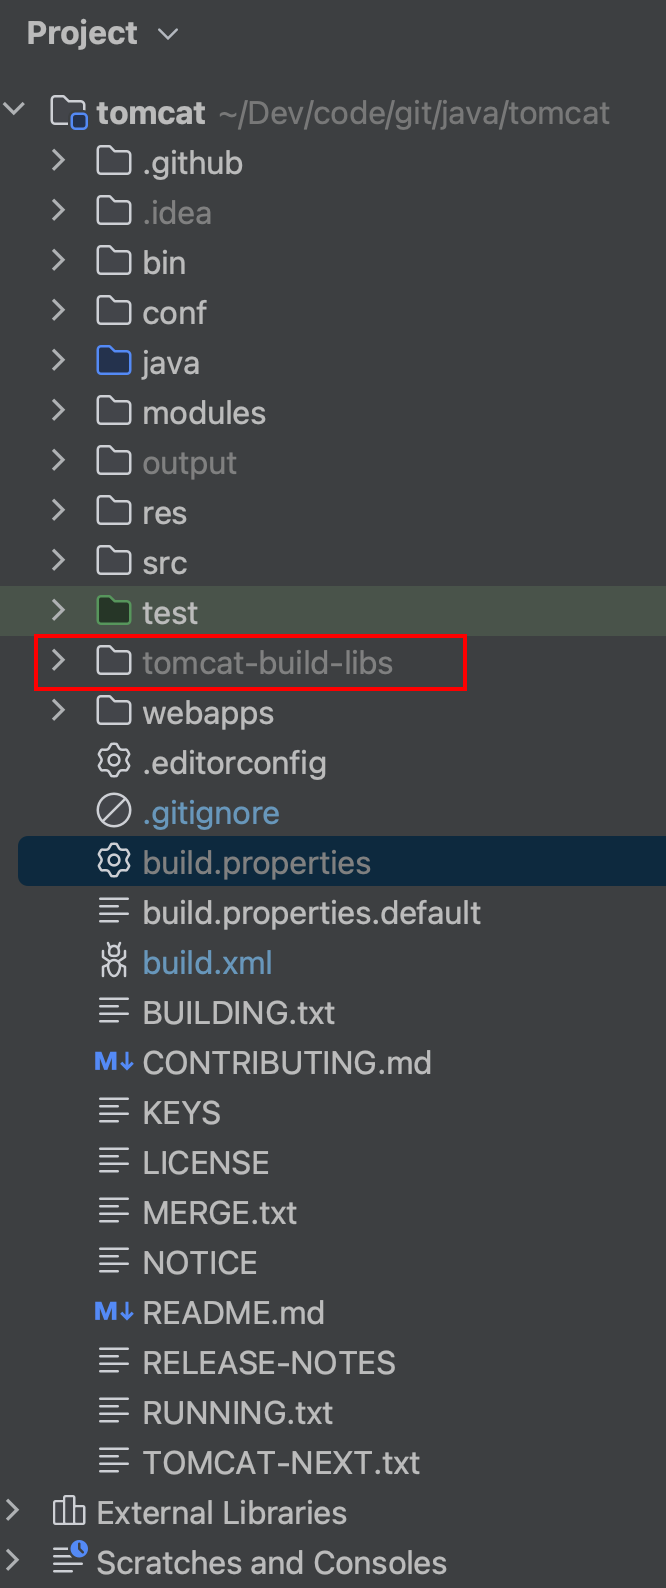 Project
tomcat ~/Dev/code/git/java/tomcat
.github
.idea
bin
conf
java
modules
output
res
src
test
tomcat-build-libs
webapps
.editorconfig
.gitignore
build.properties
build.properties.default
build.xml
BUILDING.txt
M↓ CONTRIBUTING.md
KEYS
LICENSE
MERGE.txt
NOTICE
M↓ README.md
RELEASE-NOTES
RUNNING.txt
TOMCAT-NEXT.txt
External Libraries
Scratches and Consoles